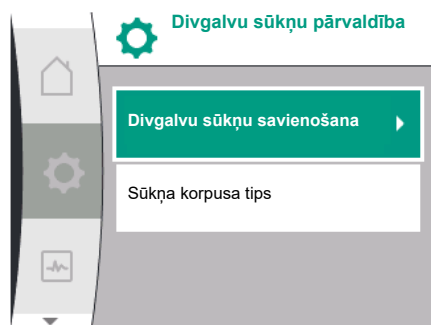 Divgalvu sūkņu pārvaldība
Divgalvu sūkņu savienošana
Sūkņa korpusa tips